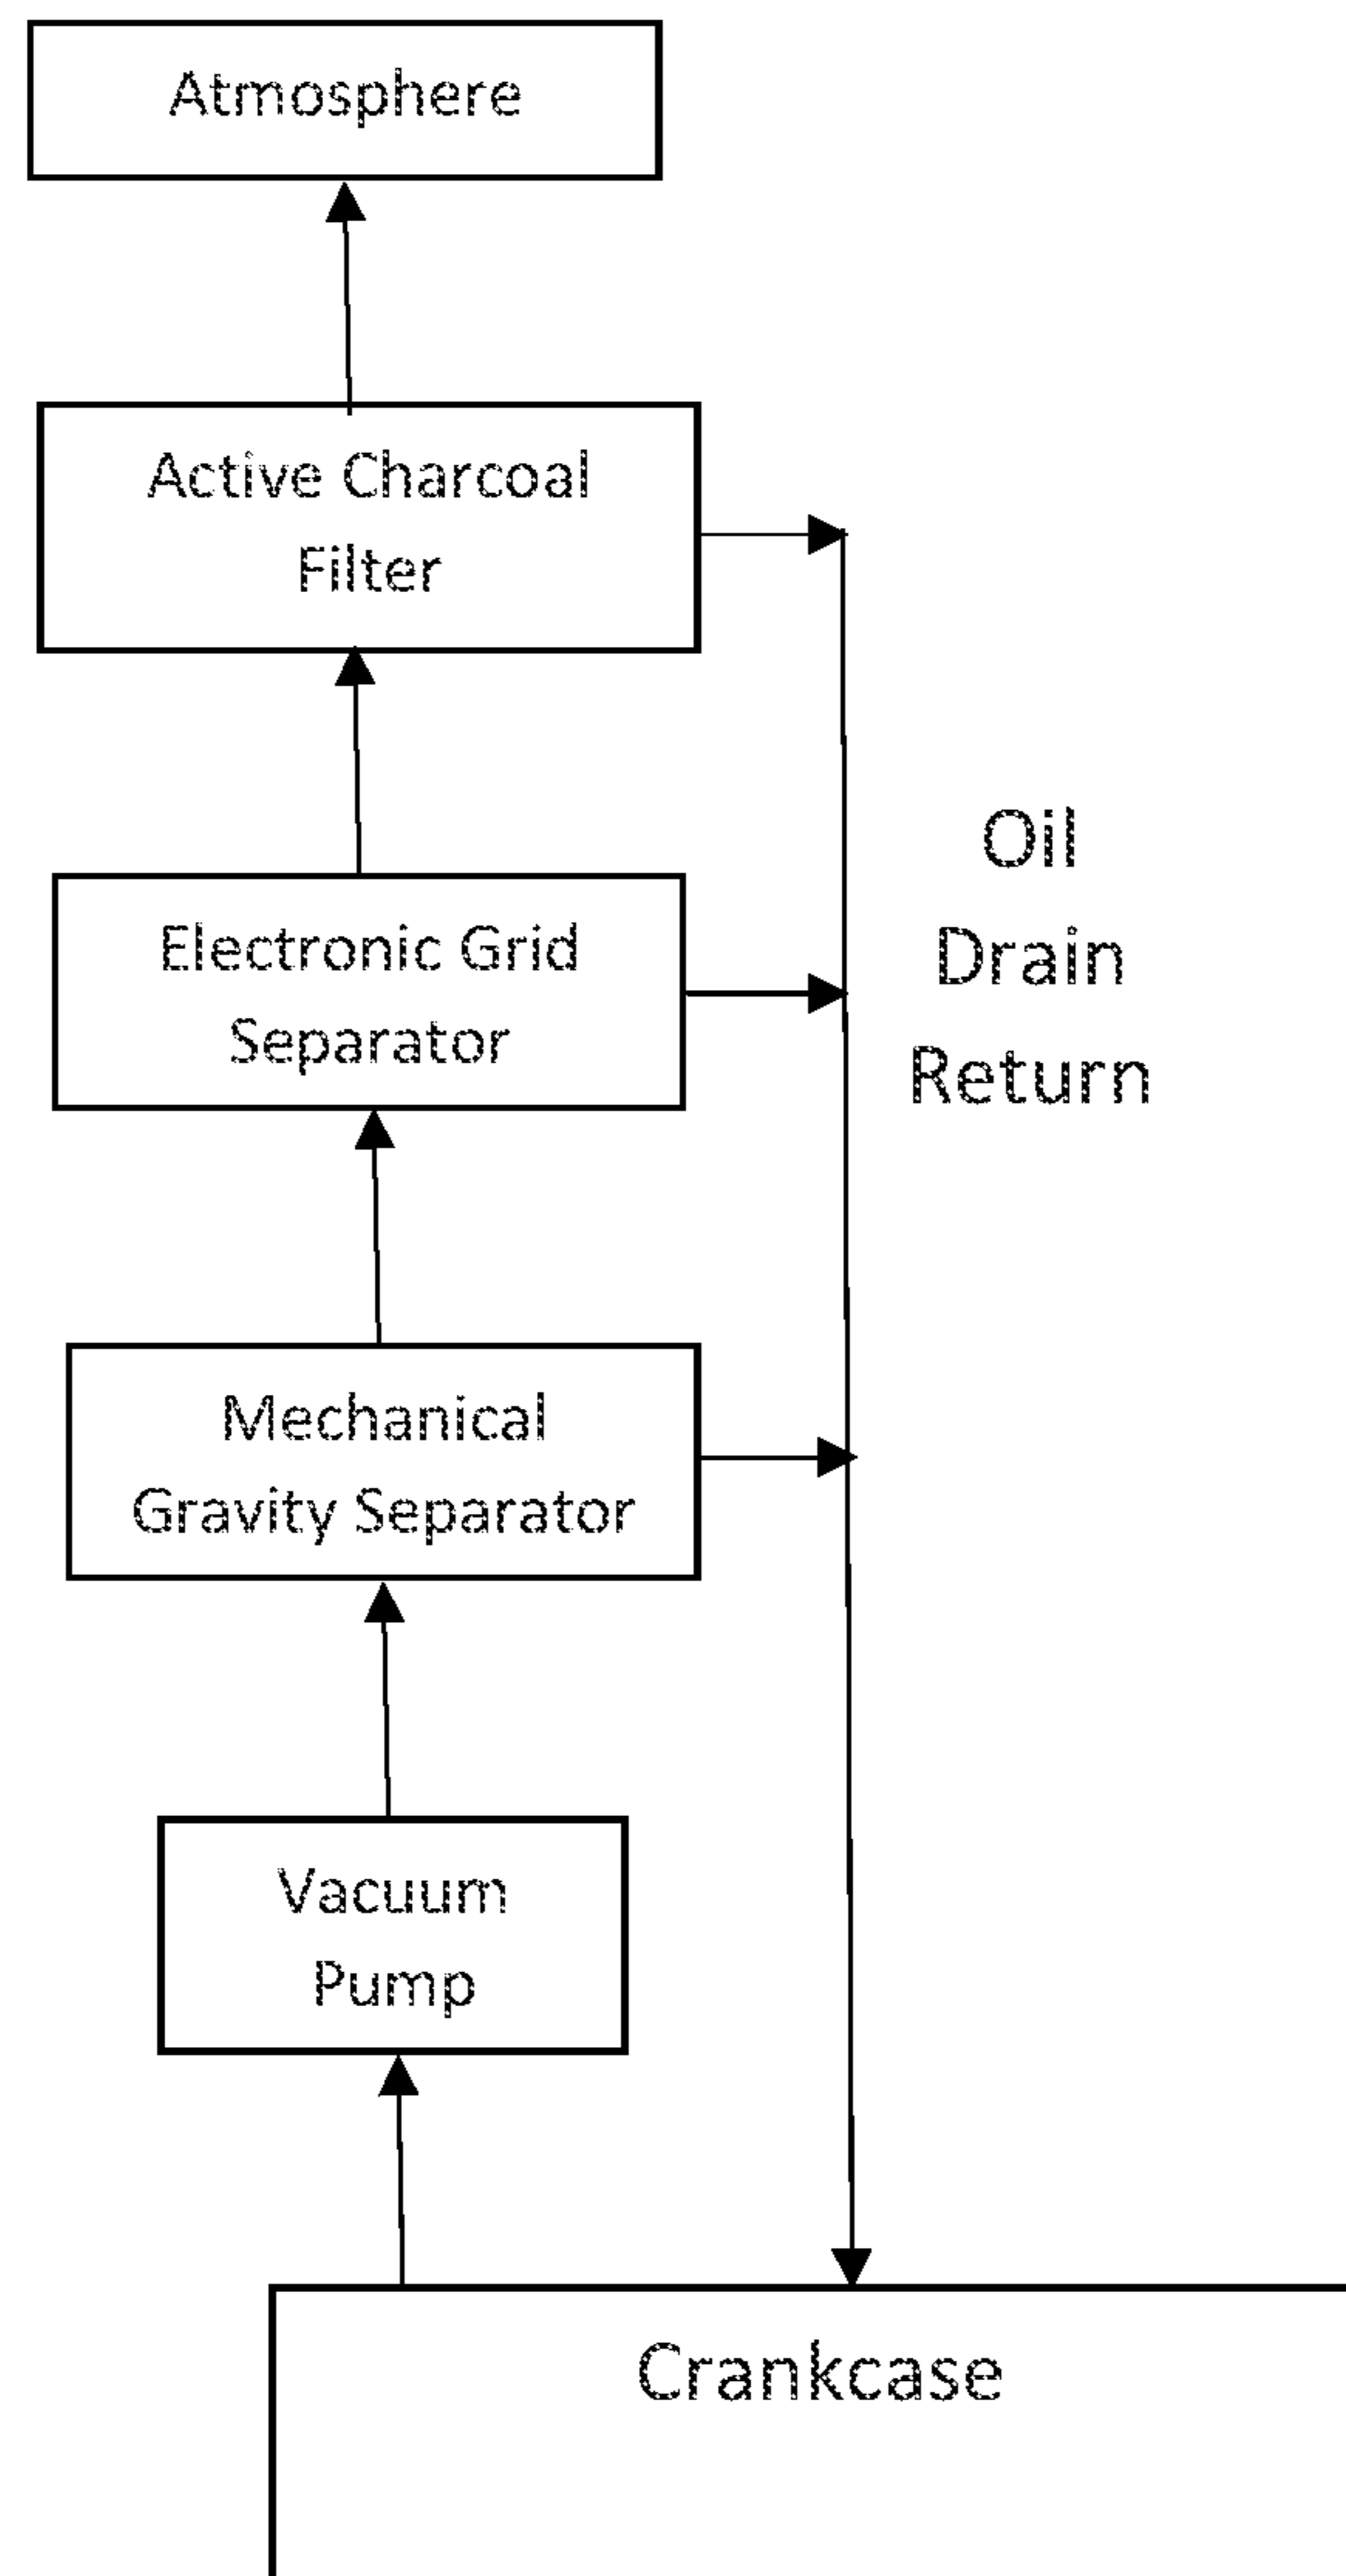 Atmosphere
Active Charcoal
Filter
Electronic Grid
Separator
Oil
Drain
Return
Mechanical
Gravity Separator
Vacuum
Pump
Crankcase